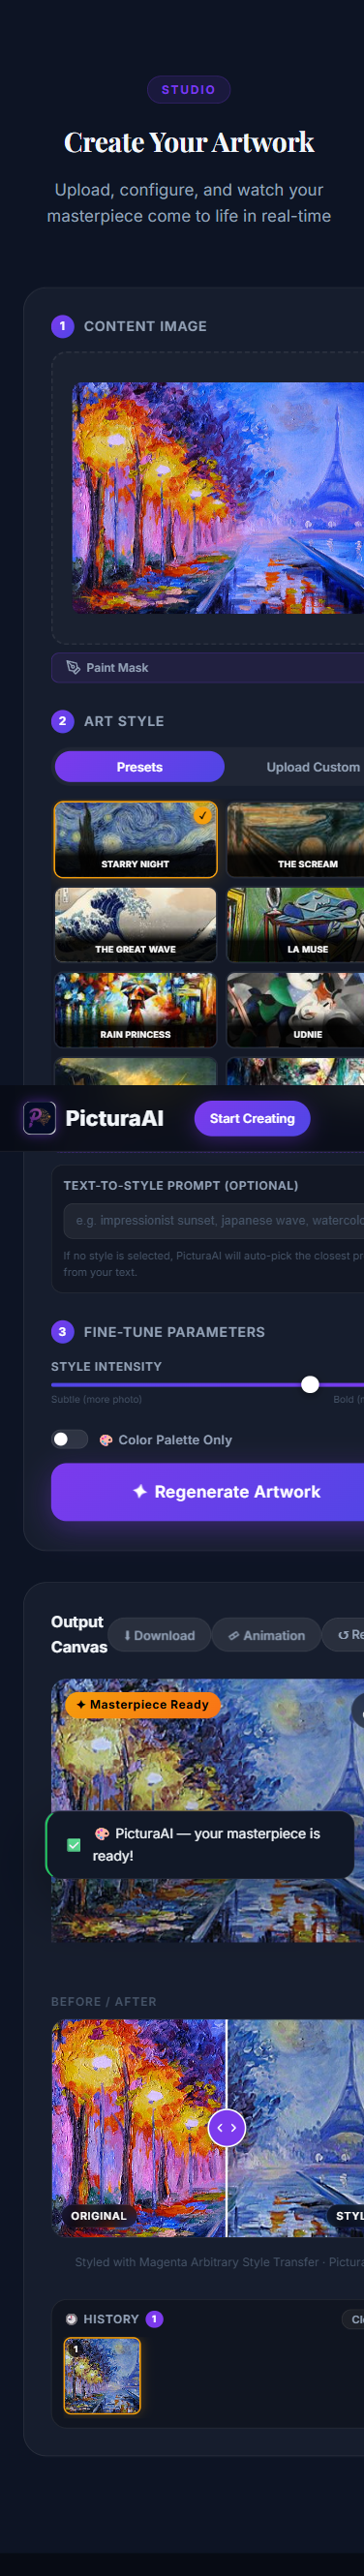 STUDIO
Create Your Artwork
Upload, configure, and watch your
masterpiece come to life in real-time
1 CONTENT IMAGE
Paint Mask
2 ART STYLE
Presets Upload Custom
STARRY NIGHT THE SCREAM
THE GREAT WAVE LA MUSE
RAIN PRINCESS UDNIE
PicturaAI Start Creating
TEXT-TO-STYLE PROMPT (OPTIONAL)
e.g. impressionist sunset, japanese wave,
If no style is selected, PicturaAI will auto-pick the closest
from your text.
3 FINE-TUNE PARAMETERS
STYLE INTENSITY
Subtle (more photo) Bold
🎨 Color Palette Only
✦ Regenerate Artwork
Output
Canvas
⬇ Download Animation ↺ Re
✦ Masterpiece Ready
✅ 🎨 PicturaAI — your masterpiece is
ready!
BEFORE / AFTER
ORIGINAL STYL
Styled with Magenta Arbitrary Style Transfer · Pictura
HISTORY 1
Cl
1